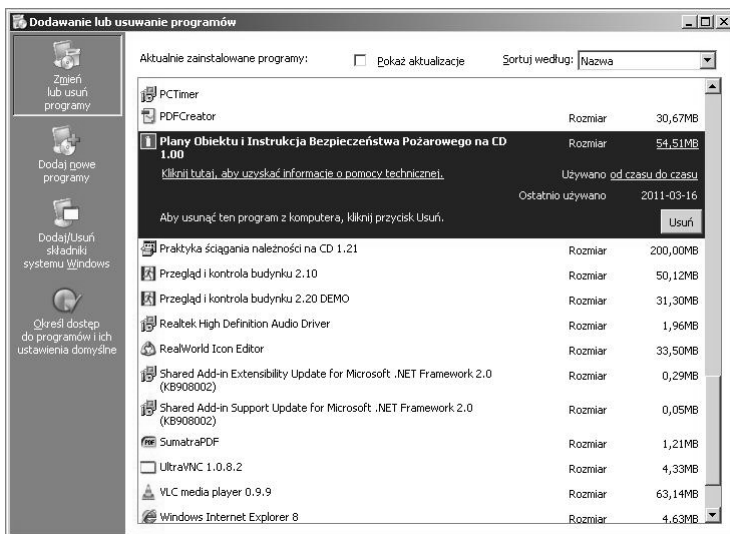 Dodawanie lub usuwanie programów
Zmień
lub usuń
programy
Dodaj nowe
programy
Dodaj/Usuń
składniki
systemu Windows
Określ dostęp
do programów i ich
ustawienia domyślne
Aktualnie zainstalowane programy:
Pokaż aktualizacje
Sortuj według: Nazwa
PCTimer
PDFCreator Rozmiar 30,67MB
Plany Obiektu i Instrukcja Bezpieczeństwa Pożarowego na CD Rozmiar 54,51MB
1.00
Kliknij tutaj, aby uzyskać informacje o pomocy technicznej. Używano od czasu do czasu
Ostatnio używano 2011-03-16
Aby usunąć ten program z komputera, kliknij przycisk Usuń. Usuń
Praktyka ściągania należności na CD 1.21 Rozmiar 200,00MB
Przegląd i kontrola budynku 2.10 Rozmiar 50,12MB
Przegląd i kontrola budynku 2.20 DEMO Rozmiar 31,30MB
Realtek High Definition Audio Driver Rozmiar 1,96MB
RealWorld Icon Editor Rozmiar 33,50MB
Shared Add-in Extensibility Update for Microsoft .NET Framework 2.0 Rozmiar 0,29MB
(KB908002)
Shared Add-in Support Update for Microsoft .NET Framework 2.0 Rozmiar 0,05MB
(KB908002)
SumatraPDF Rozmiar 1,21MB
UltraVNC 1.0.8.2 Rozmiar 4,33MB
VLC media player 0.9.9 Rozmiar 63,14MB
Windows Internet Explorer 8 Rozmiar 4,63MB